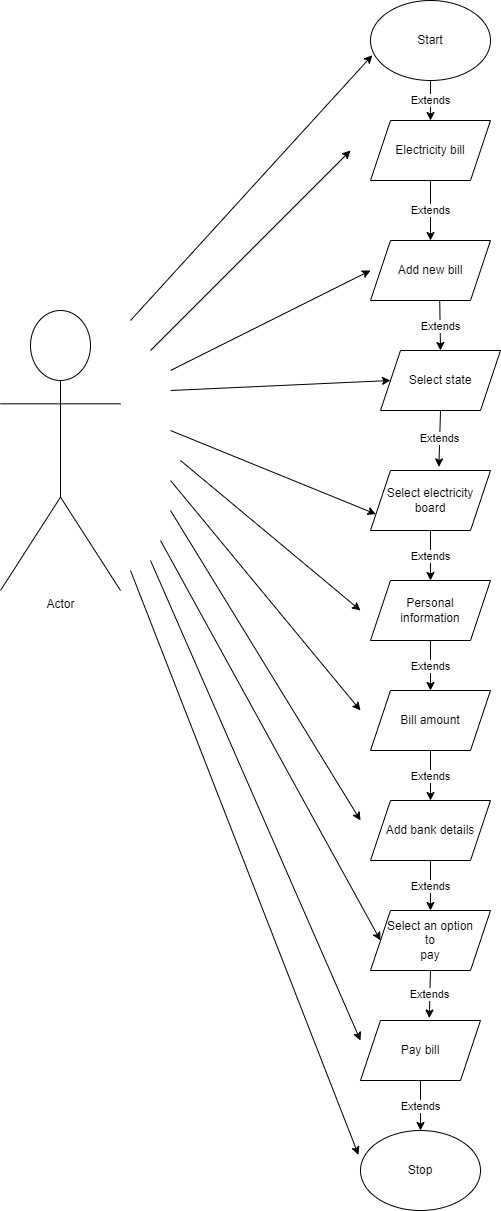 Start
Extends
Electricity bill
Extends
Add new bill
Extends
Select state
Extends
Select electricity
board
Extends
Actor
Personal
information
Extends
Bill amount
Extends
Add bank details
Extends
Select an option
to
pay
Extends
Pay bill
Extends
Stop